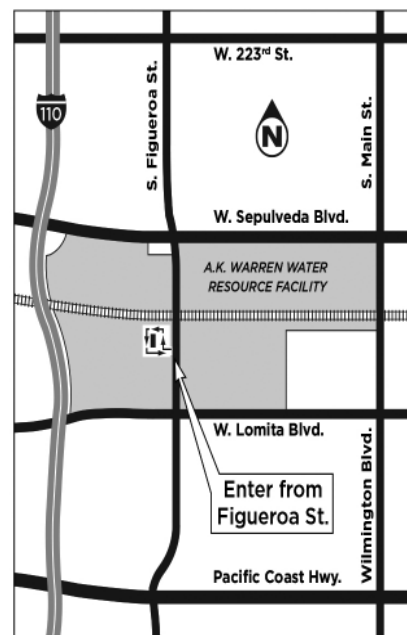 W. 223rd St.
110
S. Figueroa St.
N
S. Main St.
W. Sepulveda Blvd.
A.K. WARREN WATER
RESOURCE FACILITY
W. Lomita Blvd.
Enter from
Figueroa St.
Wilmington Blvd.
Pacific Coast Hwy.